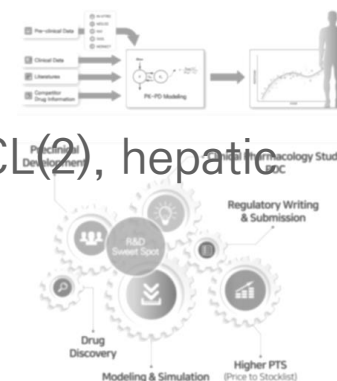 Pre-clinical Data
Clinical Data
Literatures
Competitor
Drug Information
PK-PD Modeling
CL(2), hepatic
Preclinical
Development
Clinical Pharmacology Study
POC
Regulatory Writing
& Submission
R&D
Sweet Spot
Drug
Discovery
Modeling & Simulation
Higher PTS
(Price to Stocklist)